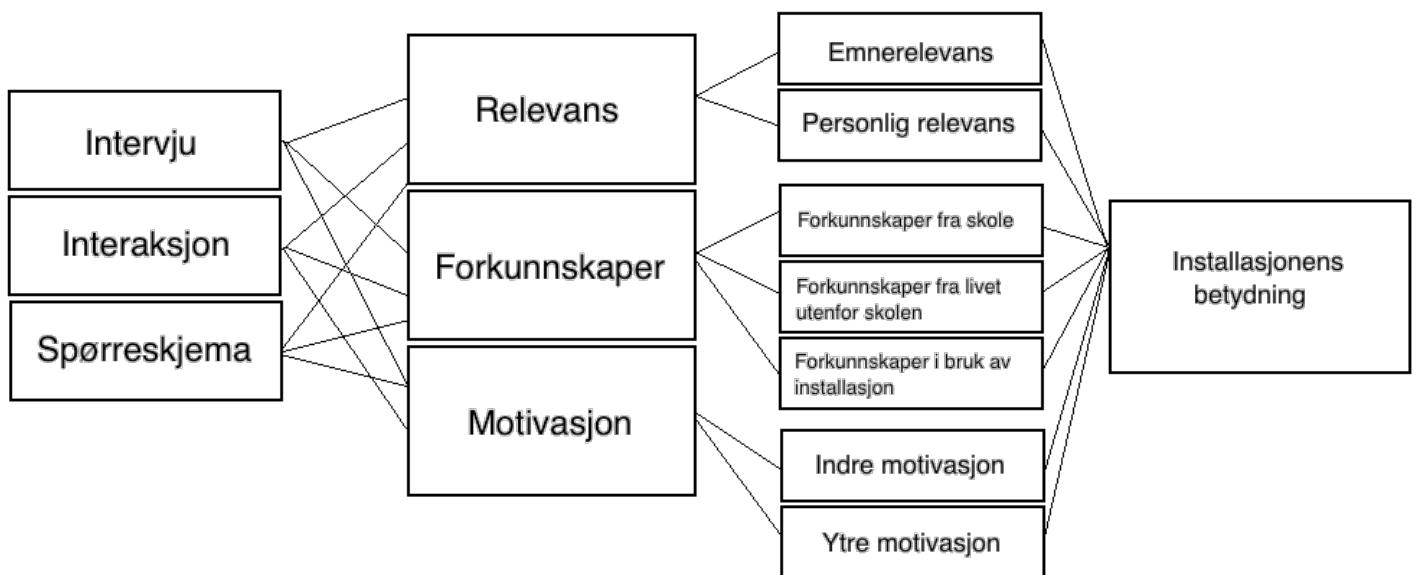 Intervju
Interaksjon
Spørreskjema
Relevans
Forkunnskaper
Motivasjon
Emnerelevans
Personlig relevans
Forkunnskaper fra skole
Forkunnskaper fra livet
utenfor skolen
Forkunnskaper i bruk av
installasjon
Indre motivasjon
Ytre motivasjon
Installasjonens
betydning